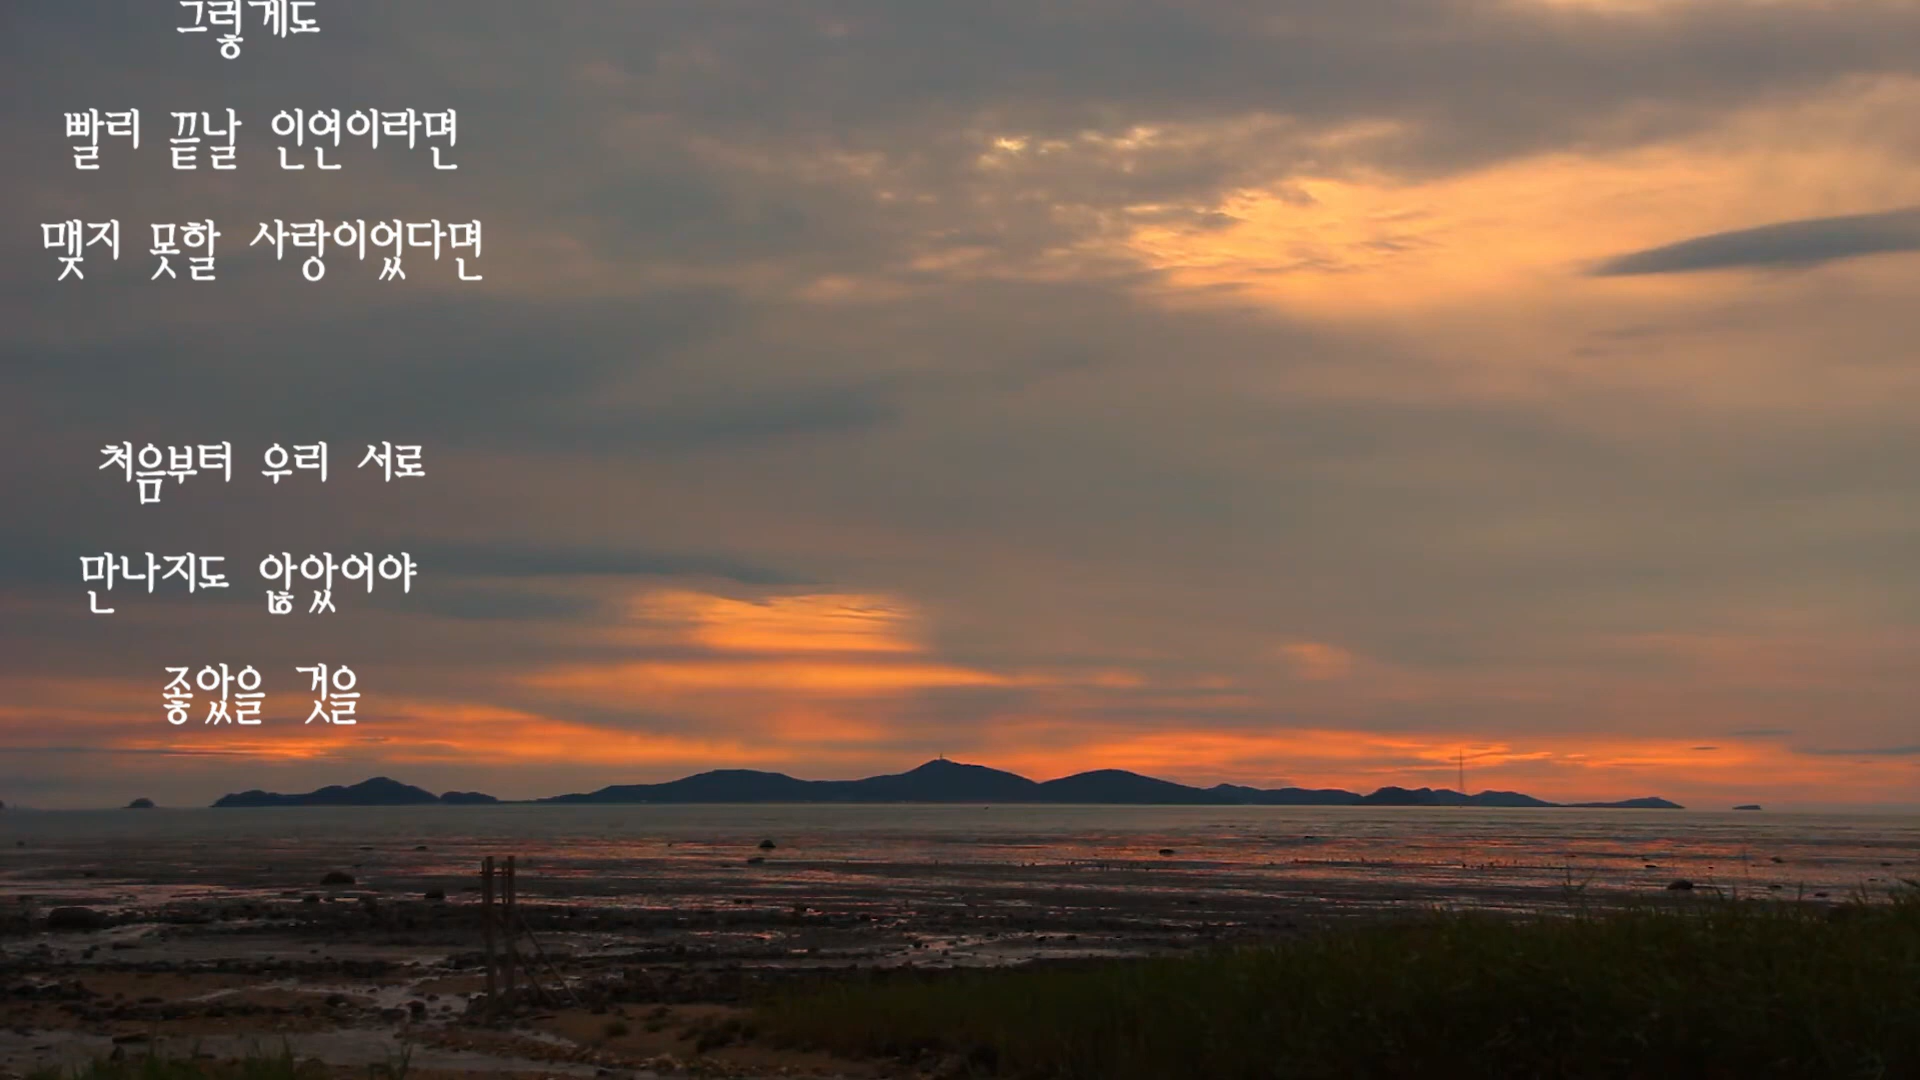 그렇게도
빨리 끝날 인연이라면
맺지 못할 사랑이었다면
처음부터 우리 서로
만나지도 않았어야
좋았을 것을